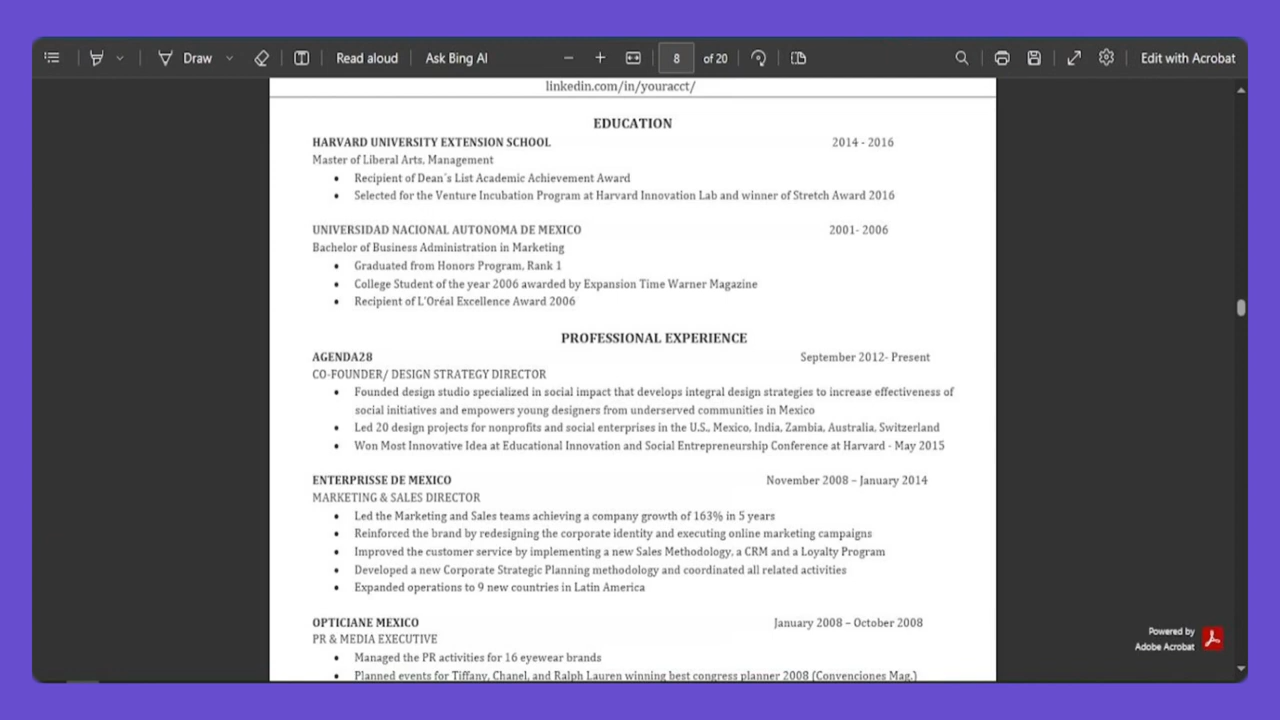 Draw
Read aloud
Ask Bing AI
8
of 20
Edit with Acrobat
linkedin.com/in/youracct/
EDUCATION
HARVARD UNIVERSITY EXTENSION SCHOOL 2014 - 2016
Master of Liberal Arts, Management
• Recipient of Dean´s List Academic Achievement Award
• Selected for the Venture Incubation Program at Harvard Innovation Lab and winner of Stretch Award 2016
UNIVERSIDAD NACIONAL AUTONOMA DE MEXICO 2001- 2006
Bachelor of Business Administration in Marketing
• Graduated from Honors Program, Rank 1
• College Student of the year 2006 awarded by Expansion Time Warner Magazine
• Recipient of L'Oréal Excellence Award 2006
PROFESSIONAL EXPERIENCE
AGENDA28 September 2012- Present
CO-FOUNDER/ DESIGN STRATEGY DIRECTOR
• Founded design studio specialized in social impact that develops integral design strategies to increase effectiveness of
social initiatives and empowers young designers from underserved communities in Mexico
• Led 20 design projects for nonprofits and social enterprises in the U.S., Mexico, India, Zambia, Australia, Switzerland
• Won Most Innovative Idea at Educational Innovation and Social Entrepreneurship Conference at Harvard - May 2015
ENTERPRISSE DE MEXICO November 2008 – January 2014
MARKETING & SALES DIRECTOR
• Led the Marketing and Sales teams achieving a company growth of 163% in 5 years
• Reinforced the brand by redesigning the corporate identity and executing online marketing campaigns
• Improved the customer service by implementing a new Sales Methodology, a CRM and a Loyalty Program
• Developed a new Corporate Strategic Planning methodology and coordinated all related activities
• Expanded operations to 9 new countries in Latin America
OPTICIANE MEXICO January 2008 – October 2008
PR & MEDIA EXECUTIVE
• Managed the PR activities for 16 eyewear brands
• Planned events for Tiffany, Chanel, and Ralph Lauren winning best congress planner 2008 (Convenciones Mag.)
Powered by
Adobe Acrobat